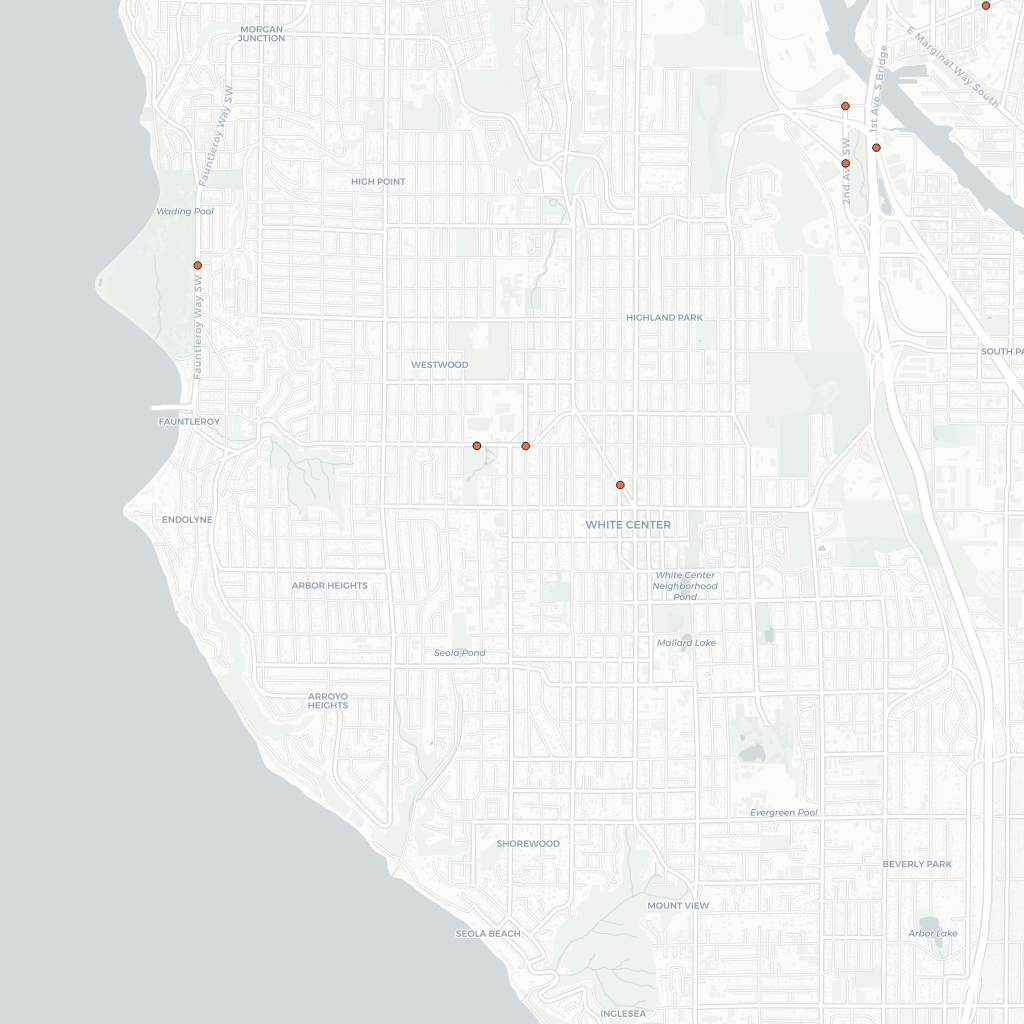 MORGAN
JUNCTION
E Marginal Way South
1st Ave S Bridge
Fauntleroy Way SW
2nd Ave SW
HIGH POINT
Wading Pool
Fauntleroy Way SW
HIGHLAND PARK
SOUTH PA
WESTWOOD
FAUNTLEROY
ENDOLYNE
WHITE CENTER
ARBOR HEIGHTS
White Center
Neighborhood
Pond
Mallard Lake
Seola Pond
ARROYO
HEIGHTS
Evergreen Pool
SHOREWOOD
BEVERLY PARK
MOUNT VIEW
SEOLA BEACH
Arbor Lake
INGLESEA